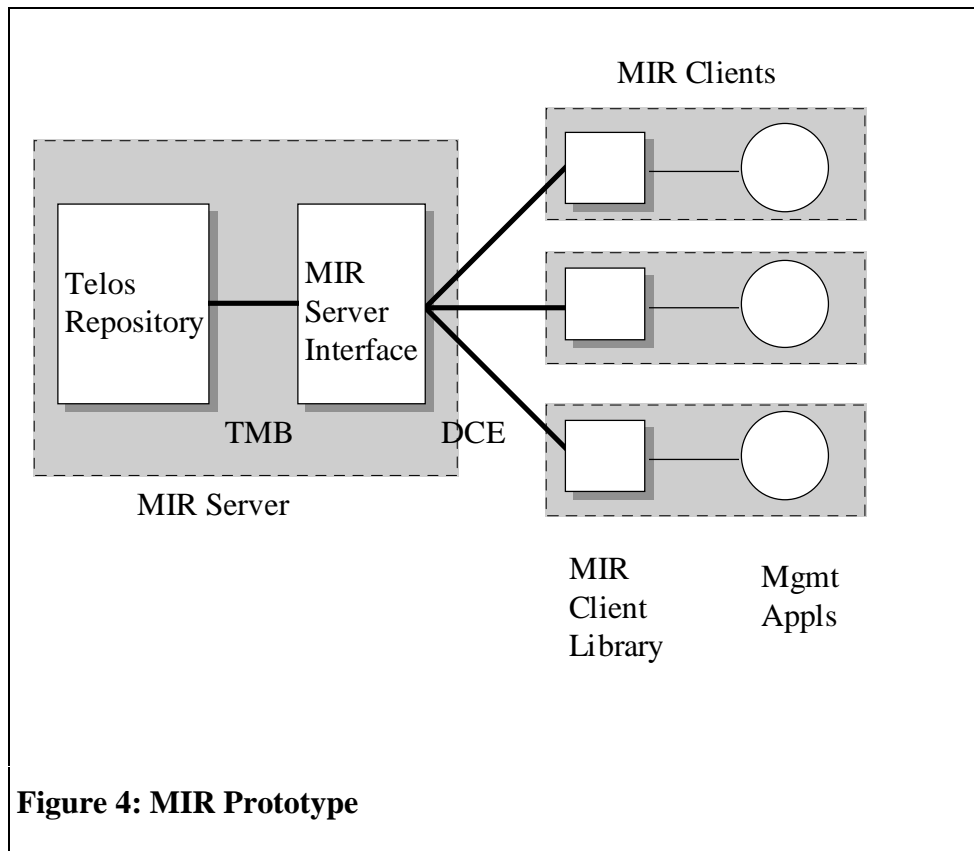 MIR Clients
Telos
Repository
MIR
Server
Interface
TMB
DCE
MIR Server
MIR
Client
Library
Mgmt
Appls
Figure 4: MIR Prototype